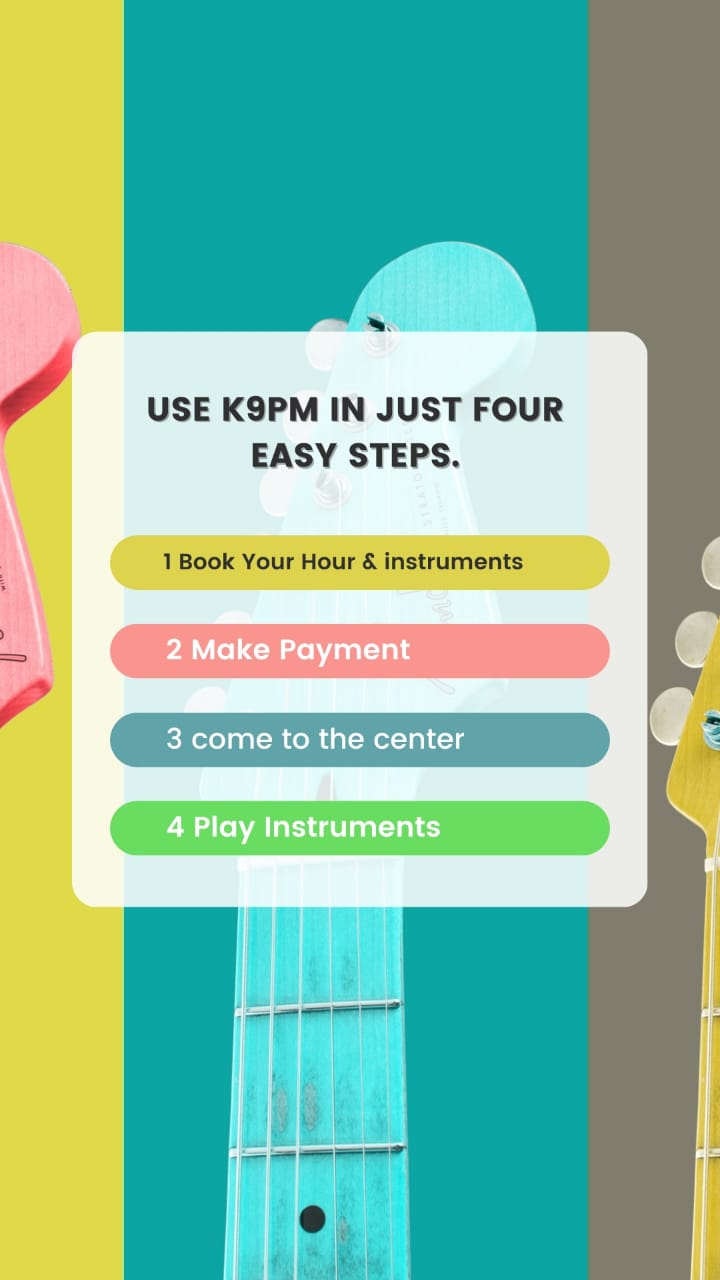 USE K9PM IN JUST FOUR
EASY STEPS.
1 Book Your Hour & instruments
2 Make Payment
3 come to the center
4 Play Instruments